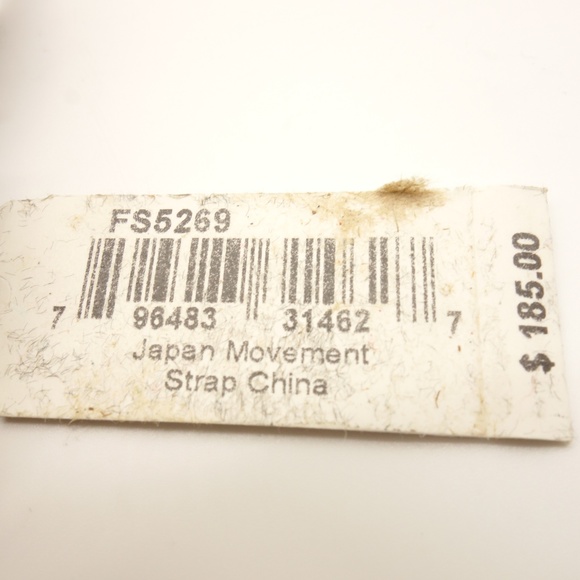 FS5269
7 96483 31462 7
Japan Movement
Strap China
$ 185.00